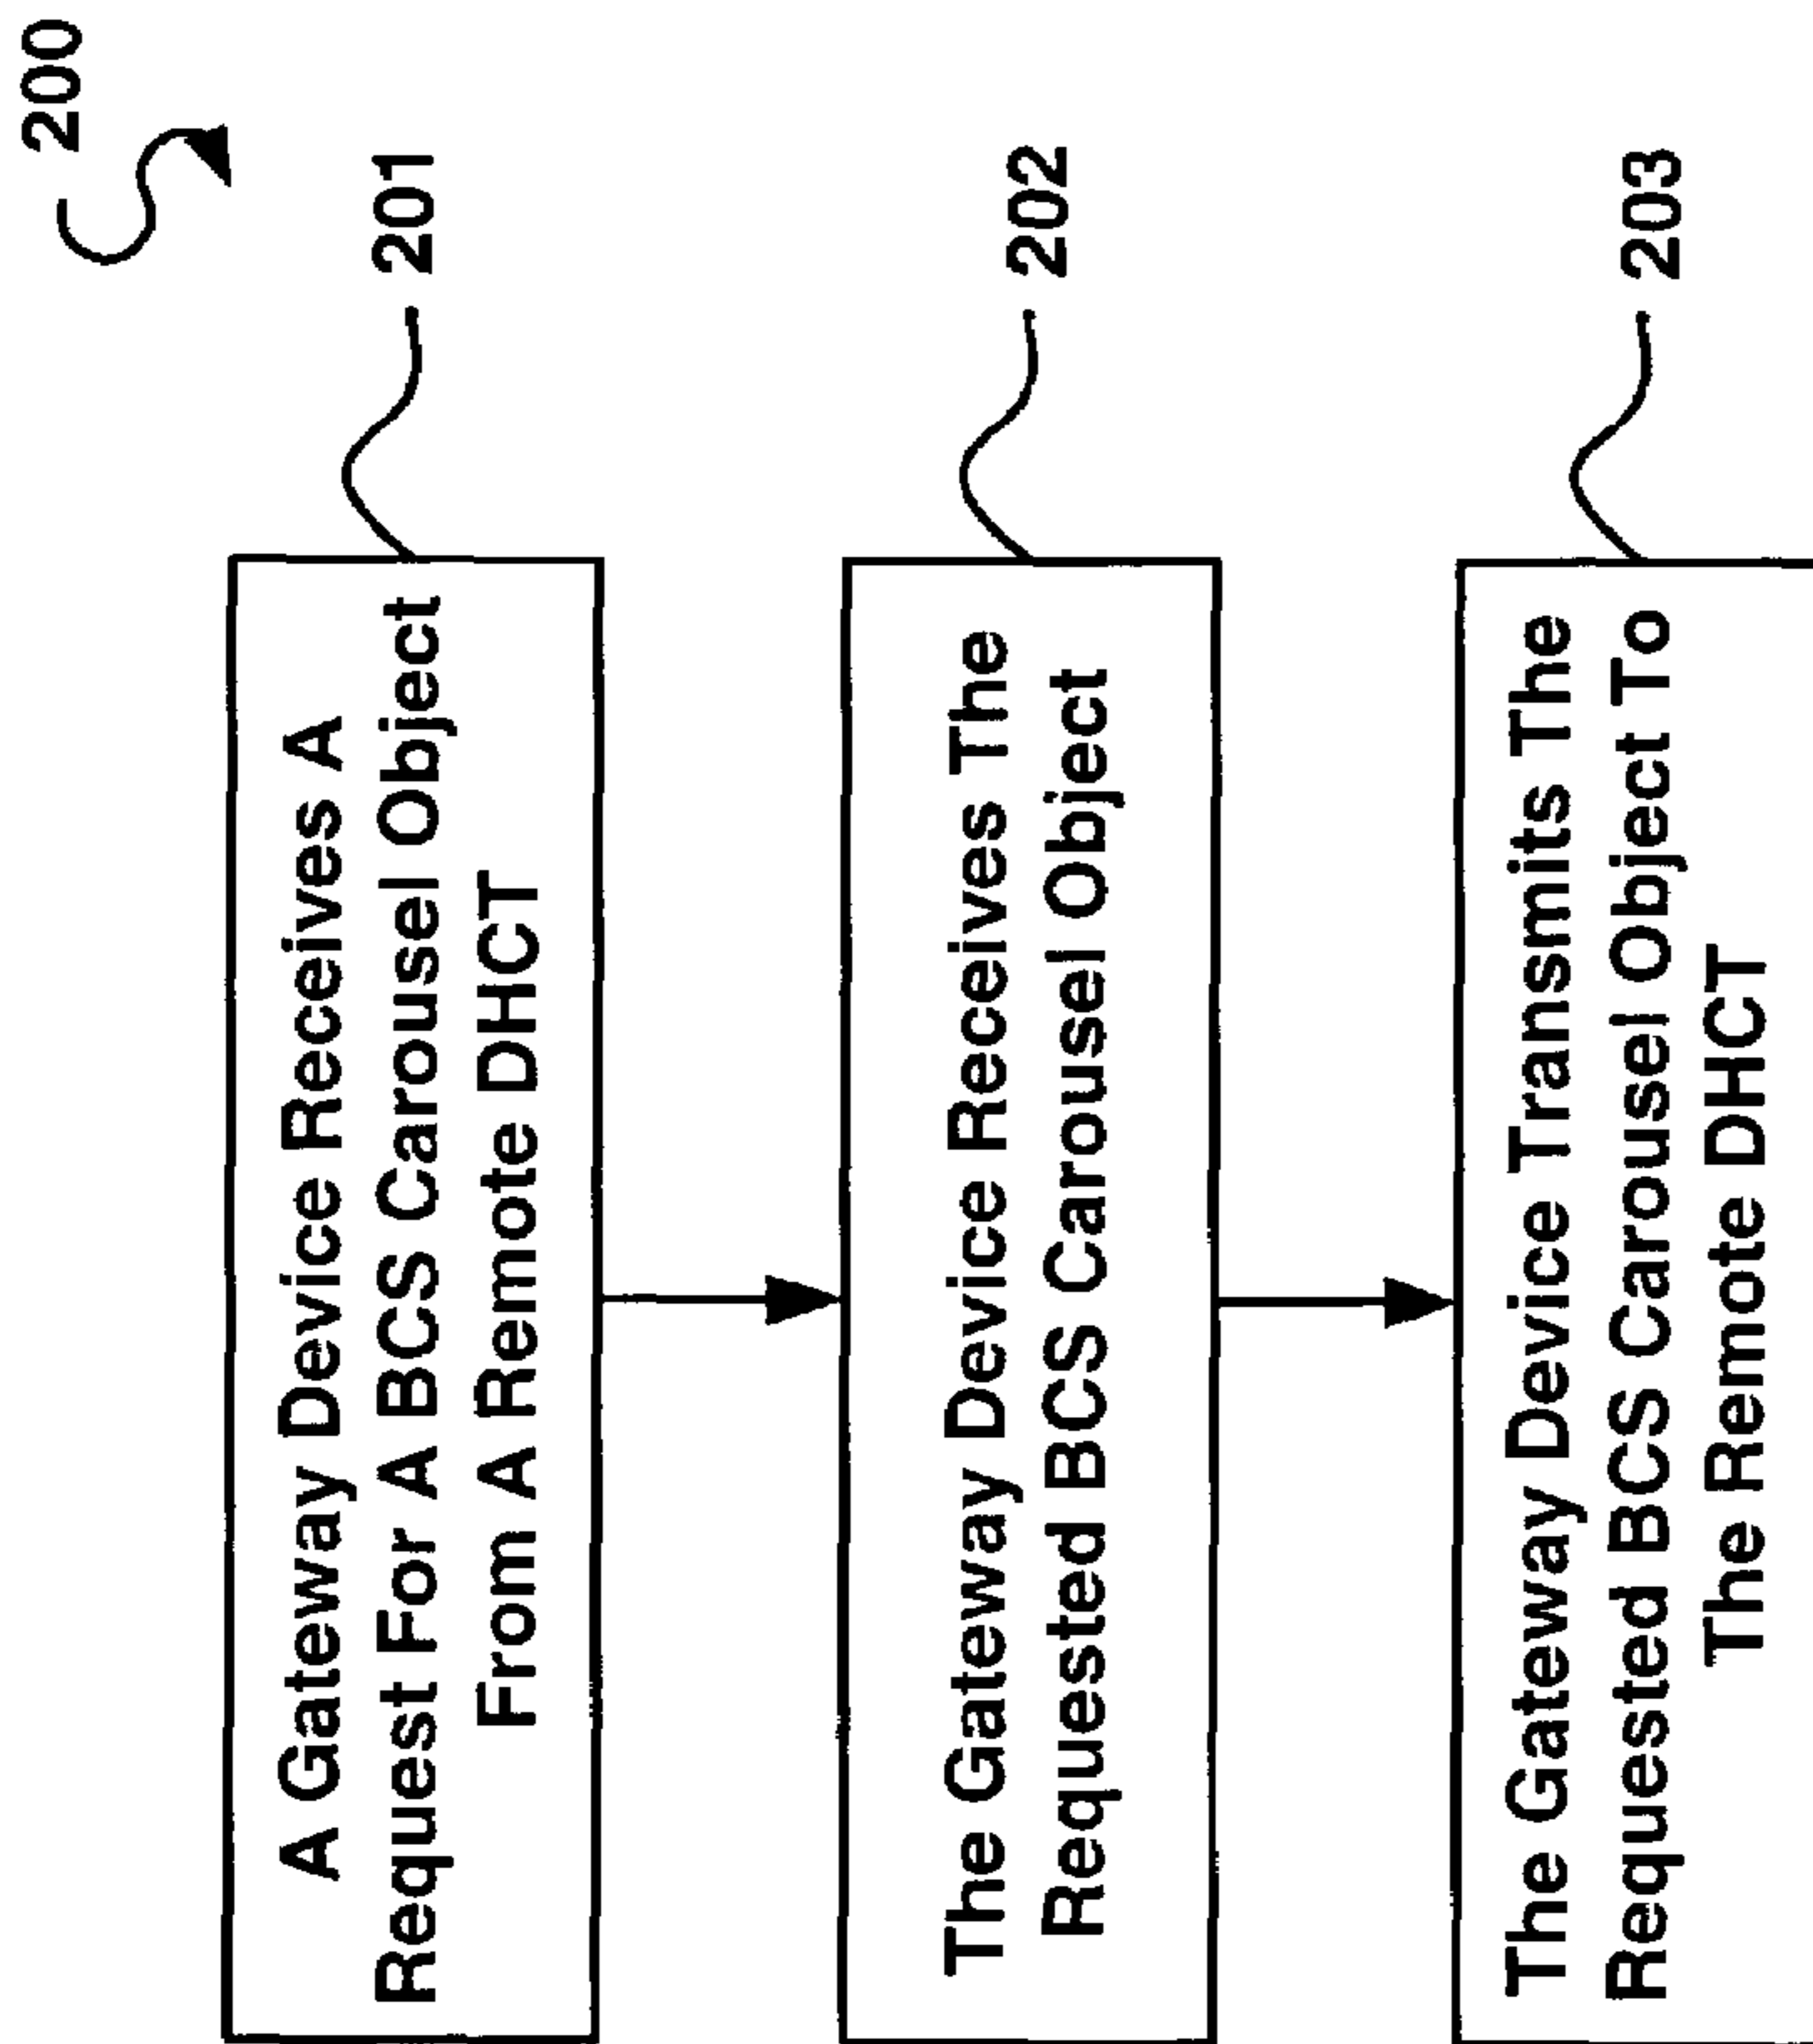 200
A Gateway Device Receives A
Request For A BCS Carousel Object
From A Remote DHCT
201
The Gateway Device Receives The
Requested BCS Carousel Object
202
The Gateway Device Transmits The
Requested BCS Carousel Object To
The Remote DHCT
203